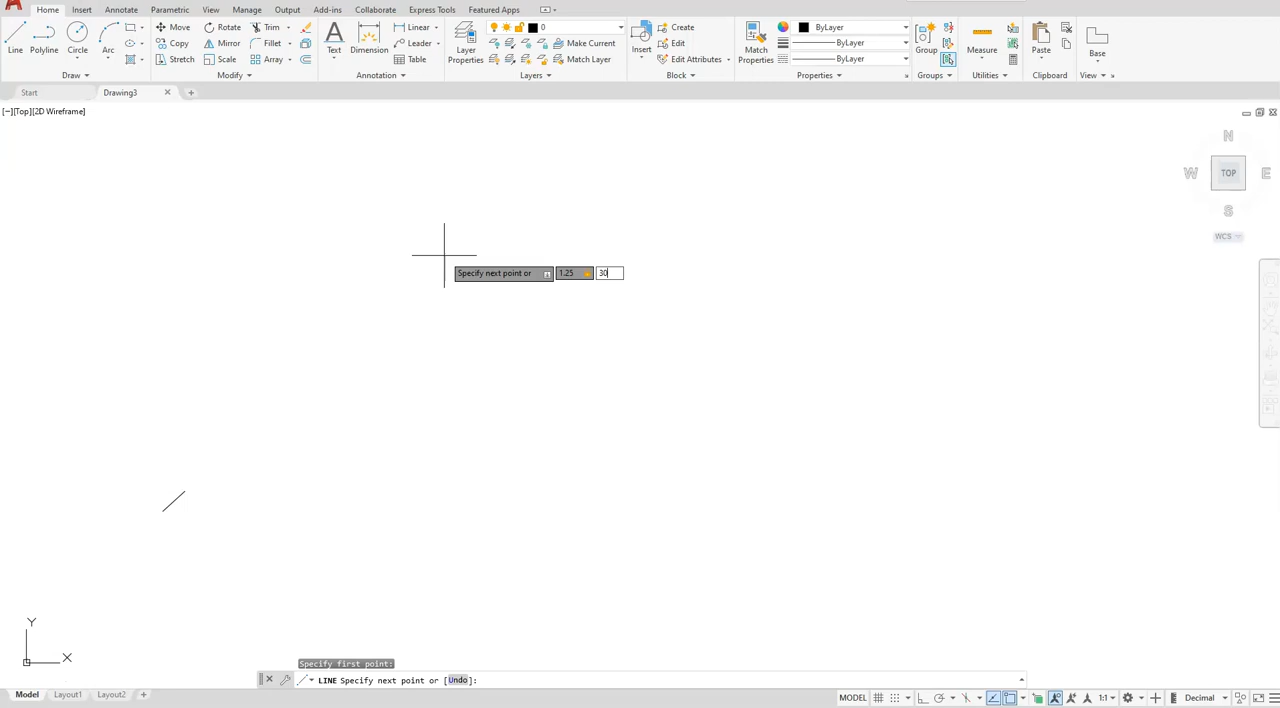 Home Insert Annotate Parametric View Manage Output Add-ins Collaborate Express Tools Featured Apps
Line Polyline Circle Arc
Move Rotate Trim
Copy Mirror Fillet
Stretch Scale Array
Text Dimension
Linear
Leader
Table
Layer Properties
0
Make Current
Match Layer
Insert
Create
Edit
Edit Attributes
Match Properties
ByLayer
ByLayer
ByLayer
Group
Measure
Paste
Base
Draw Modify Annotation Layers Block Properties Groups Utilities Clipboard View
Start Drawing3
[−][Top][2D Wireframe]
N
W TOP E
S
WCS
Specify next point or 1.25 30
Y
X
Specify first point:
LINE Specify next point or [Undo]:
Model Layout1 Layout2
MODEL 1:1 Decimal